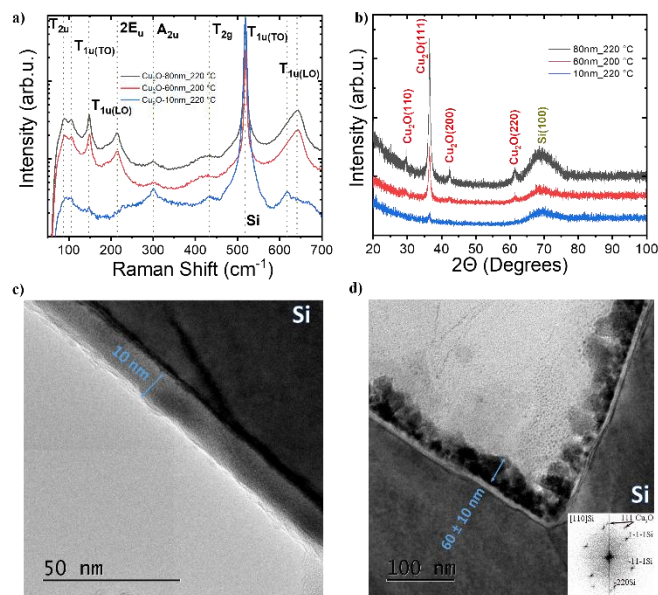 a)
T2u
T1u(TO)
T1u(LO)
2Eu
A2u
T2g
T1u(TO)
T1u(LO)
Cu2O-80nm_220 °C
Cu2O-60nm_220 °C
Cu2O-10nm_220 °C
Si
Intensity (arb.u.)
100 200 300 400 500 600 700
Raman Shift (cm-1)
b)
80nm_220 °C
60nm_200 °C
10nm_220 °C
Cu2O(110)
Cu2O(111)
Cu2O(200)
Cu2O(220)
Si(100)
Intensity (arb.u.)
20 30 40 50 60 70 80 90 100
2Θ (Degrees)
c)
Si
10 nm
50 nm
d)
60 ± 10 nm
Si
100 nm
[110]Si
111 Cu2O
1-1-1Si
-11-1Si
-220Si